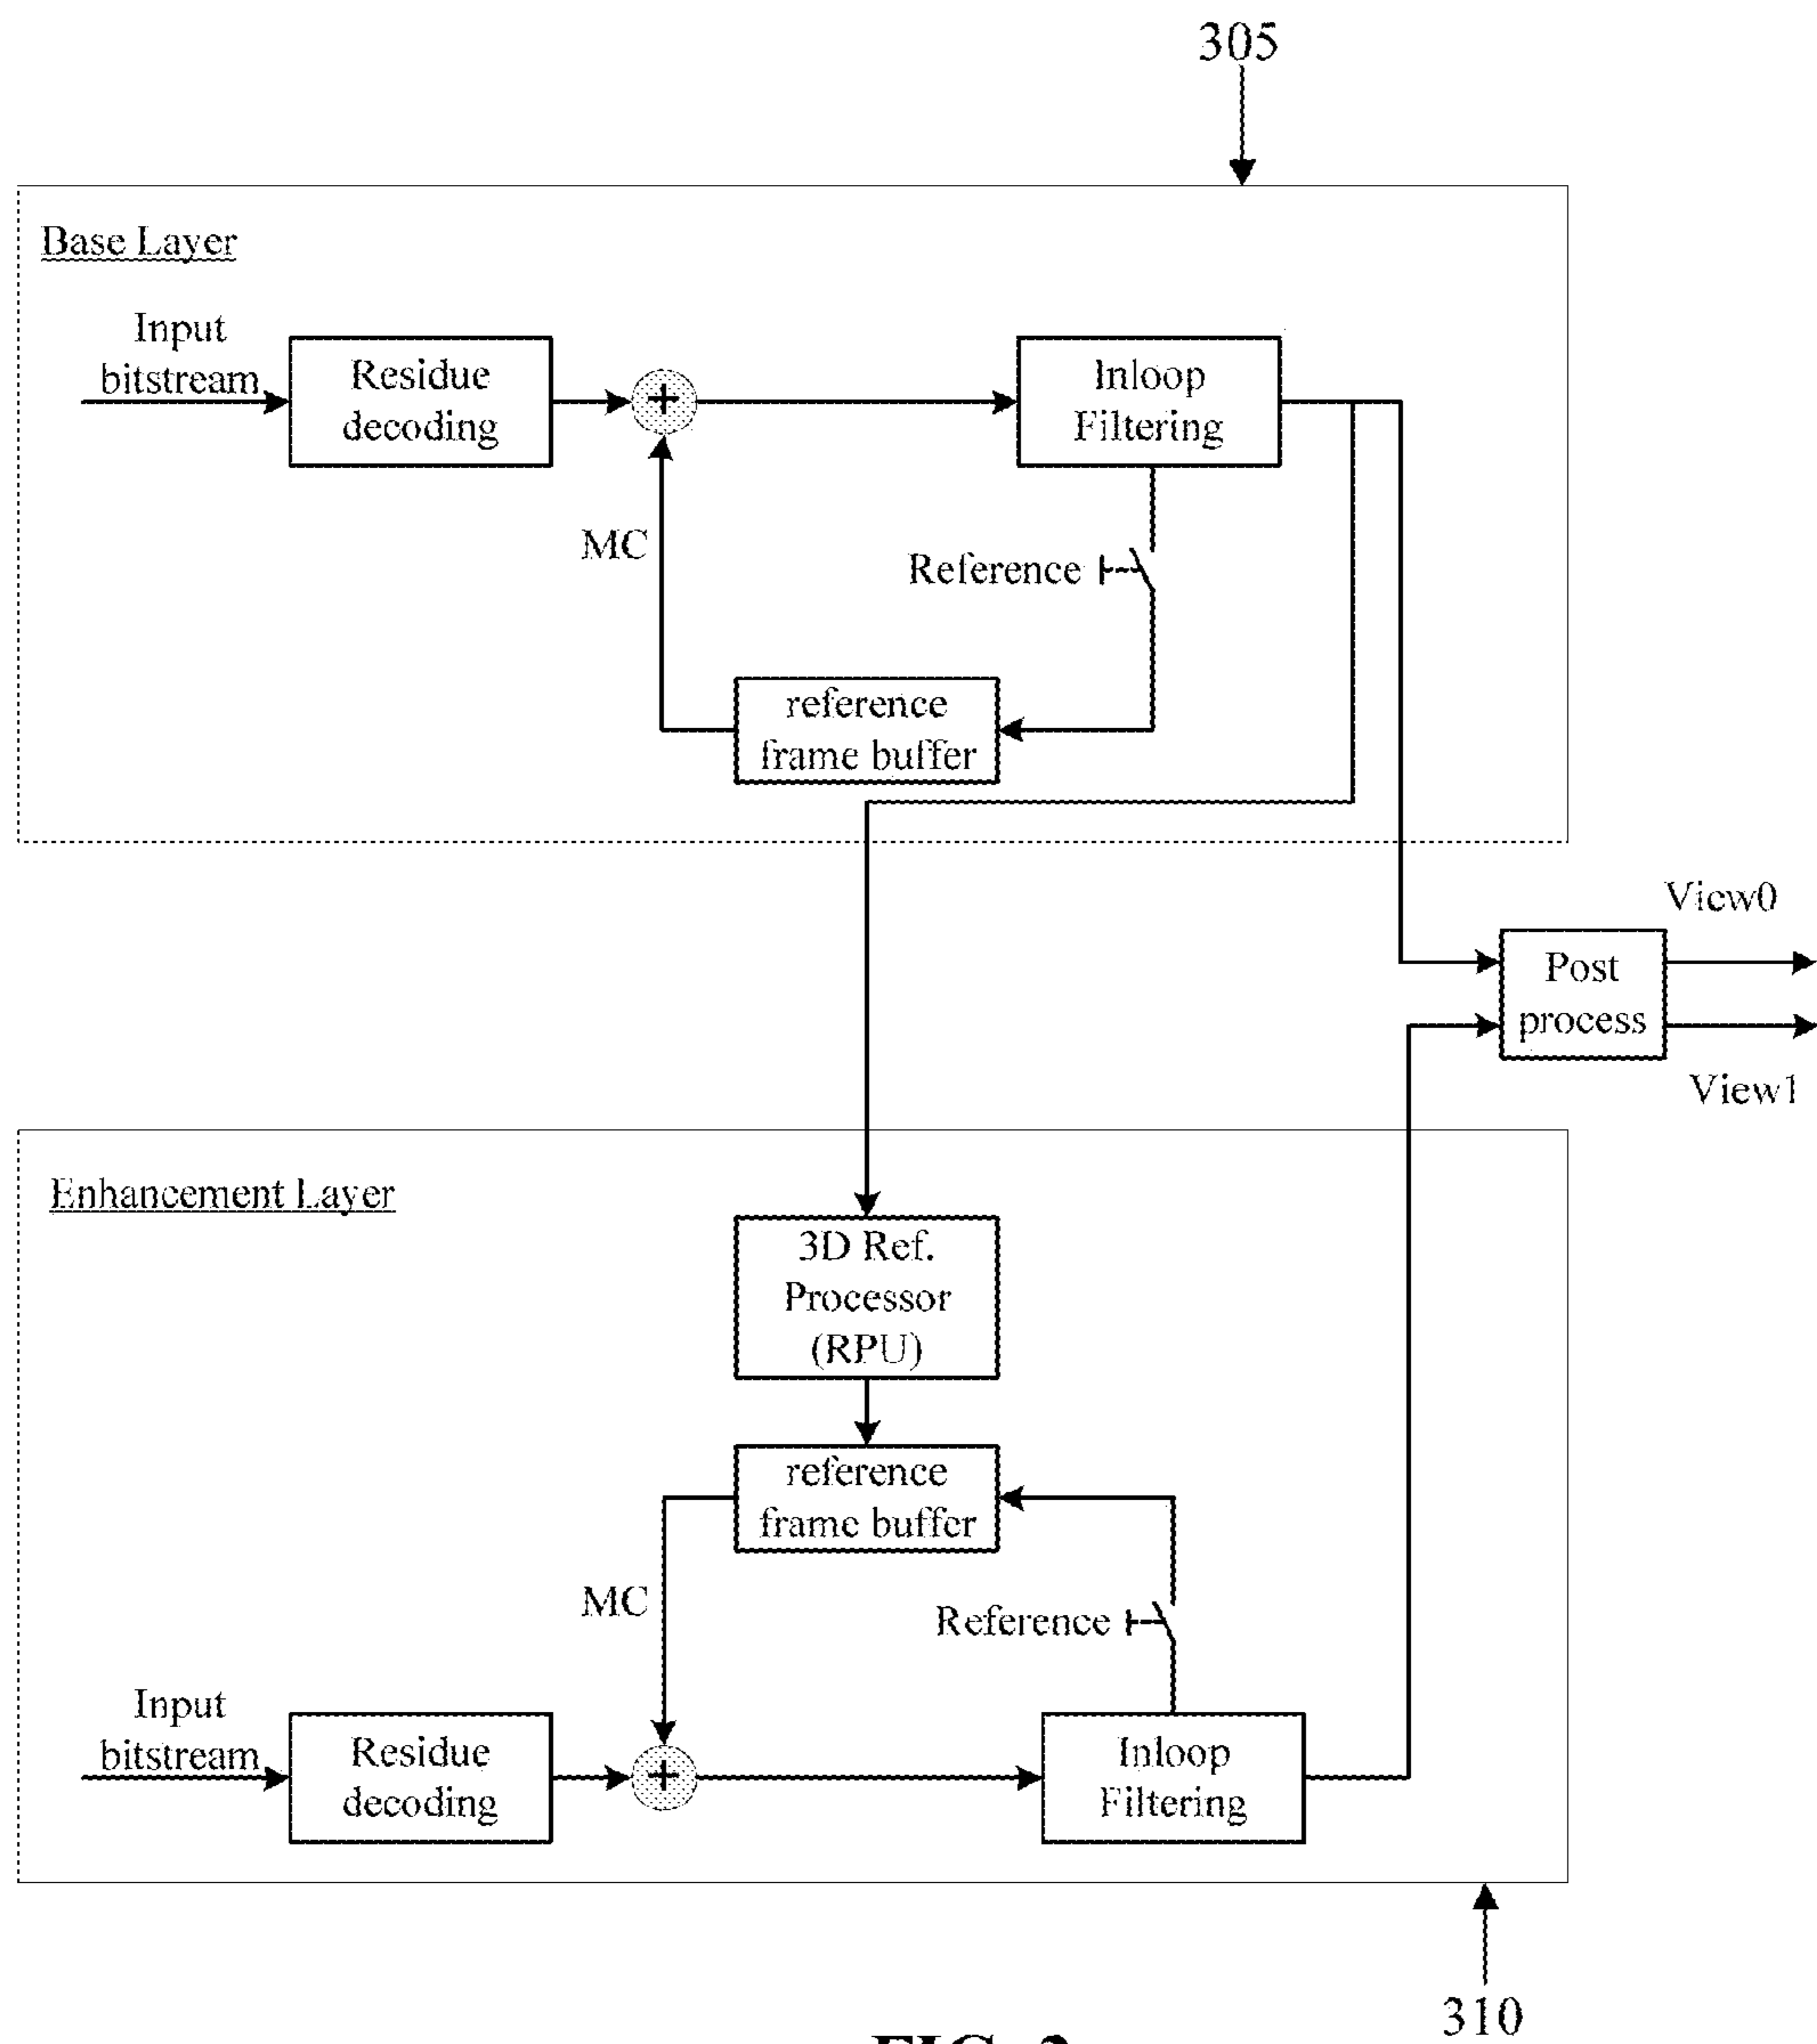 305
Base Layer
Input
bitstream
Residue
decoding
+
Inloop
Filtering
MC
Reference
reference
frame buffer
View0
Post
process
View1
Enhancement Layer
3D Ref.
Processor
(RPU)
reference
frame buffer
MC
Reference
Input
bitstream
Residue
decoding
+
Inloop
Filtering
310